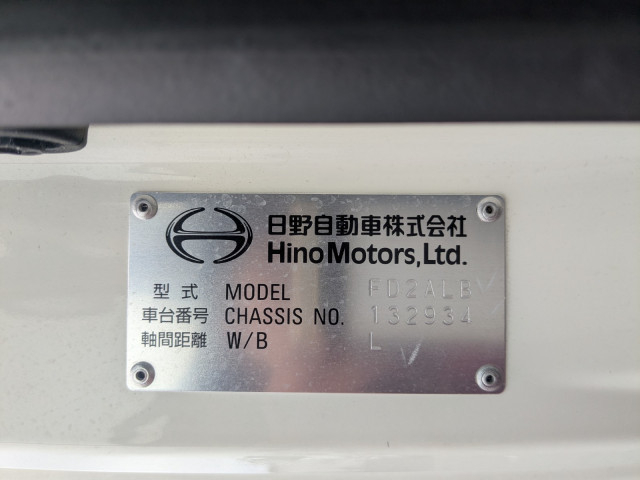 日野自動車株式会社
Hino Motors, Ltd.
型式 MODEL FD2ALB
車台番号 CHASSIS NO. 132934
軸間距離 W/B L